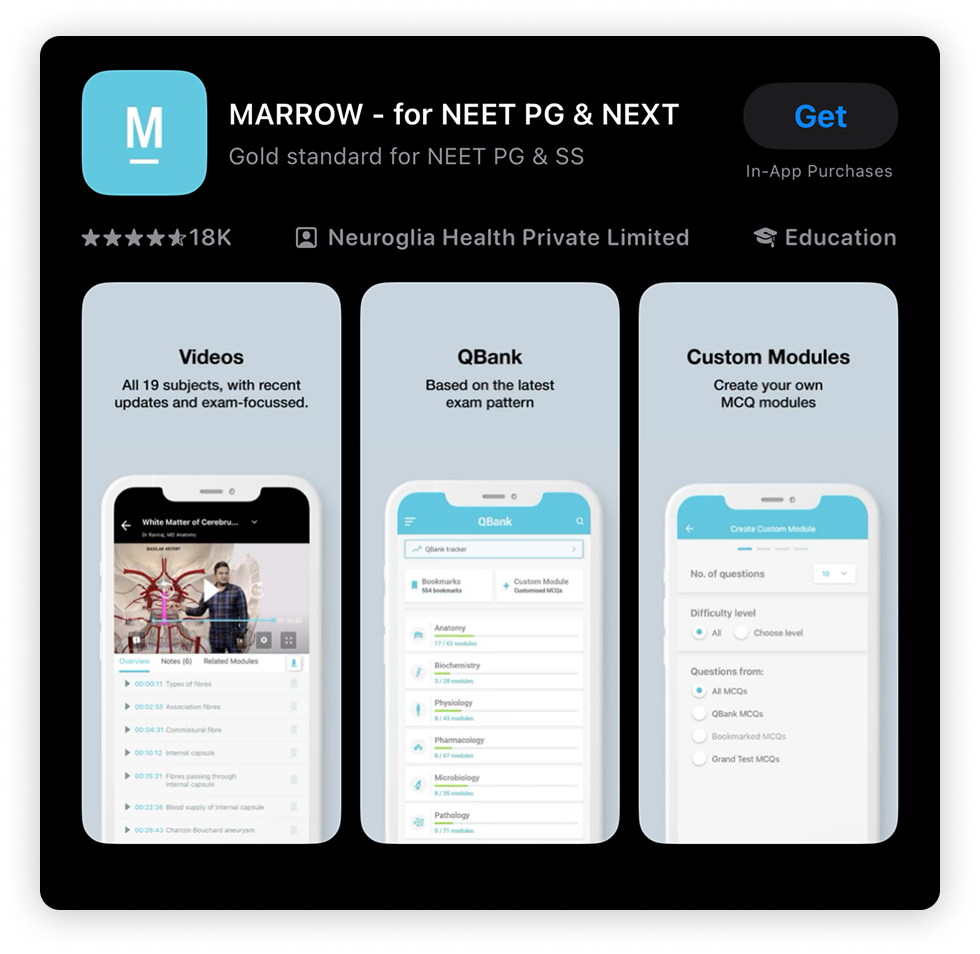 M
MARROW - for NEET PG & NEXT
Gold standard for NEET PG & SS
Get
In-App Purchases
18K
Neuroglia Health Private Limited
Education
Videos
All 19 subjects, with recent
updates and exam-focussed.
White Matter of Cerebru...
Dr Raviraj, MD Anatomy
BASILAR ARTERY
1x
Overview Notes (6) Related Modules
00:00:11 Types of fibres
00:02:55 Association fibres
00:04:31 Commissural fibre
00:10:12 Internal capsule
00:15:21 Fibres passing through
internal capsule
00:22:36 Blood supply of internal capsule
00:26:43 Charcot-Bouchard aneurysm
QBank
Based on the latest
exam pattern
QBank
QBank tracker
Bookmarks
554 bookmarks
Custom Module
Customised MCQs
Anatomy
17 / 63 modules
Biochemistry
3 / 28 modules
Physiology
8 / 43 modules
Pharmacology
8 / 67 modules
Microbiology
8 / 26 modules
Pathology
9 / 71 modules
Custom Modules
Create your own
MCQ modules
Create Custom Module
No. of questions 10
Difficulty level
All Choose level
Questions from:
All MCQs
QBank MCQs
Bookmarked MCQs
Grand Test MCQs